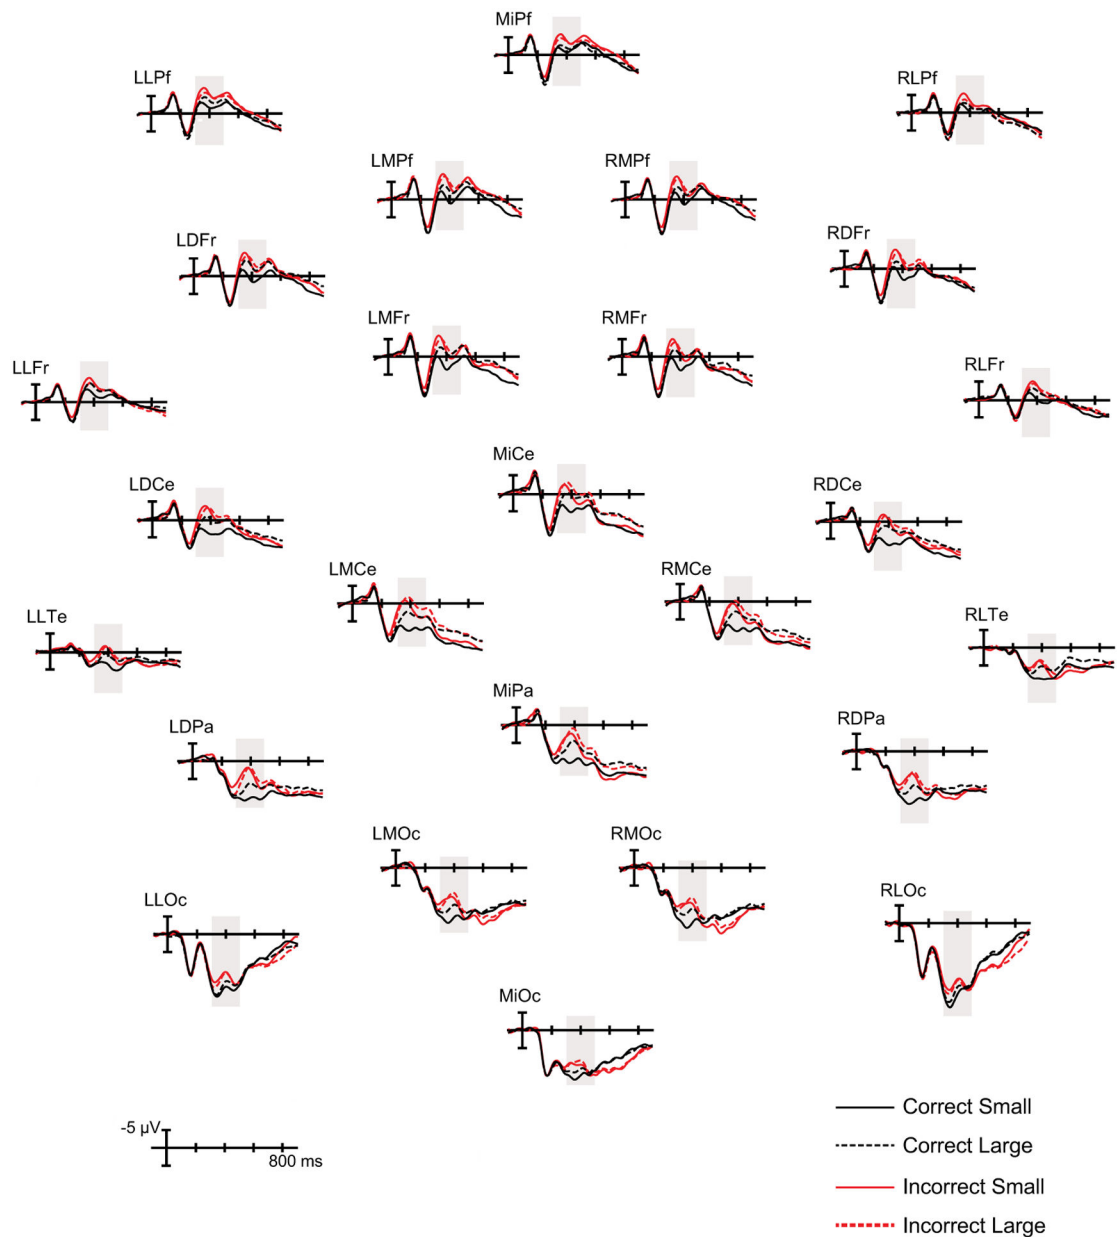 MiPf
LLPf
RLPf
LMPf
RMPf
LDFr
RDFr
LMFr
RMFr
LLFr
RLFr
MiCe
LDCe
RDCe
LMCe
RMCe
LLTe
RLTe
MiPa
LDPa
RDPa
LMOc
RMOc
LLOc
RLOc
MiOc
-5 µV
800 ms
Correct Small
Correct Large
Incorrect Small
Incorrect Large